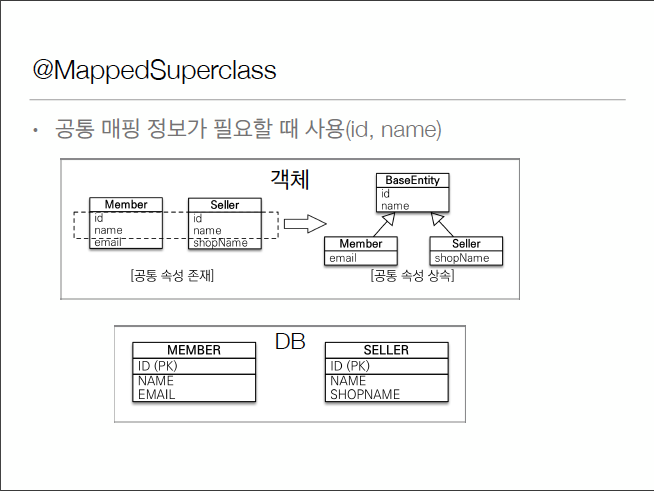 @MappedSuperclass
• 공통 매핑 정보가 필요할 때 사용(id, name)
객체
Member
id
name
email
Seller
id
name
shopName
[공통 속성 존재]
BaseEntity
id
name
Member
email
Seller
shopName
[공통 속성 상속]
DB
MEMBER
ID (PK)
NAME
EMAIL
SELLER
ID (PK)
NAME
SHOPNAME